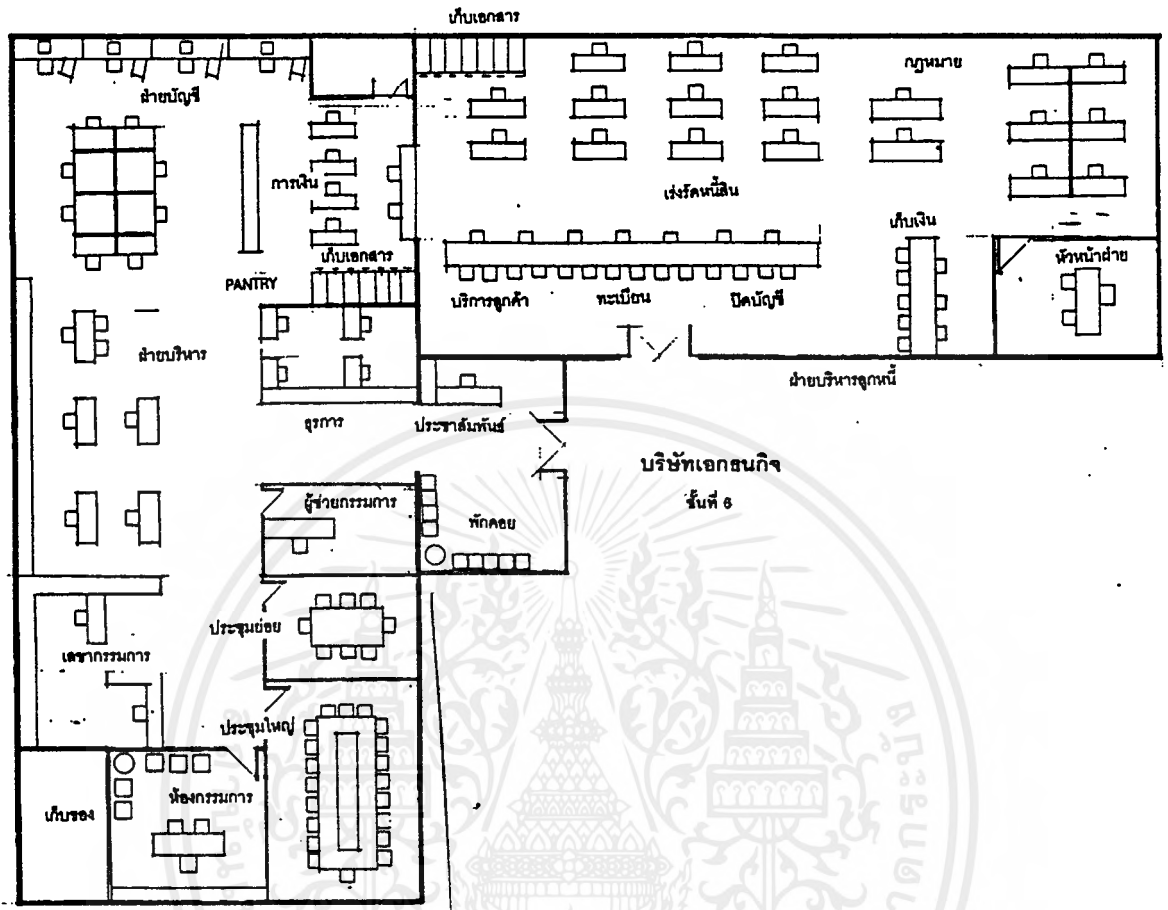 เก็บเอกสาร
กฎหมาย
ฝ่ายบัญชี
การเงิน
เร่งรัดหนี้สิน
เก็บเงิน
หัวหน้าฝ่าย
เก็บเอกสาร
PANTRY
บริการลูกค้า
ทะเบียน
ปิดบัญชี
ฝ่ายบริหาร
ฝ่ายบริหารลูกหนี้
ธุรการ
ประชาสัมพันธ์
บริษัทเอกธนกิจ
ชั้นที่ 6
ผู้ช่วยกรรมการ
พักคอย
ประชุมย่อย
เลขากรรมการ
ประชุมใหญ่
ห้องกรรมการ
เก็บของ